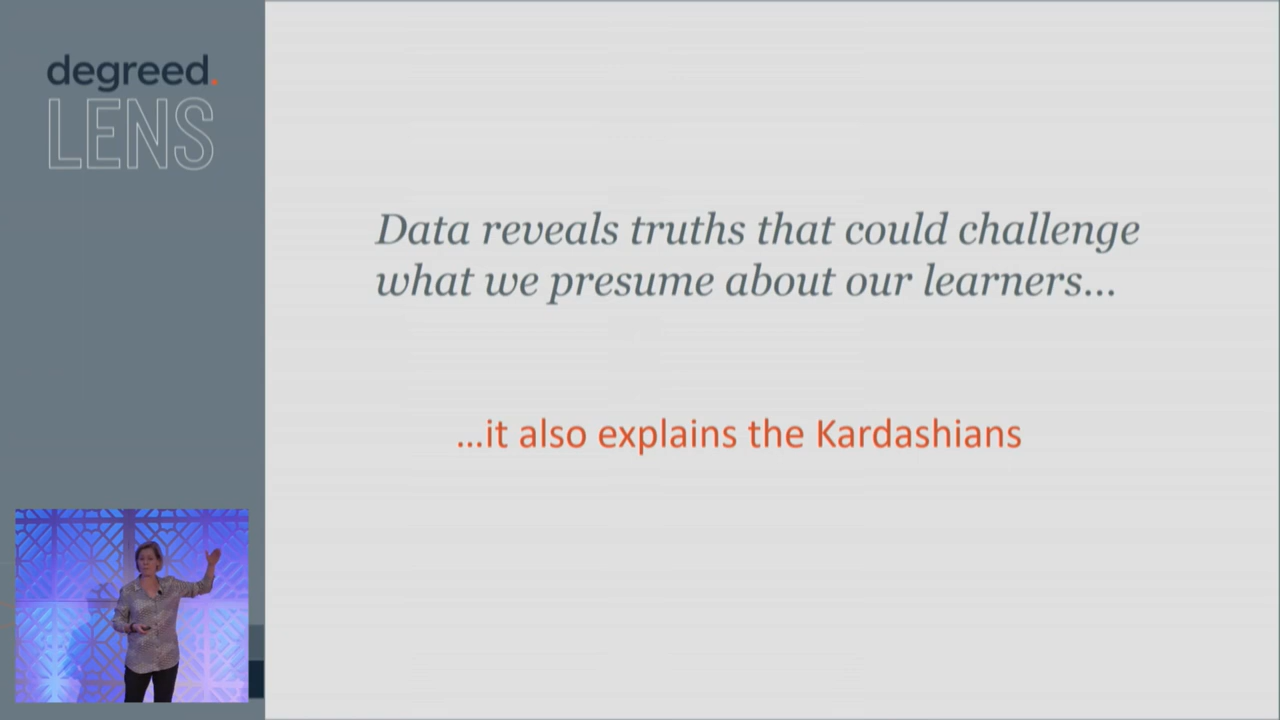 degreed.
LENS
Data reveals truths that could challenge
what we presume about our learners...
...it also explains the Kardashians